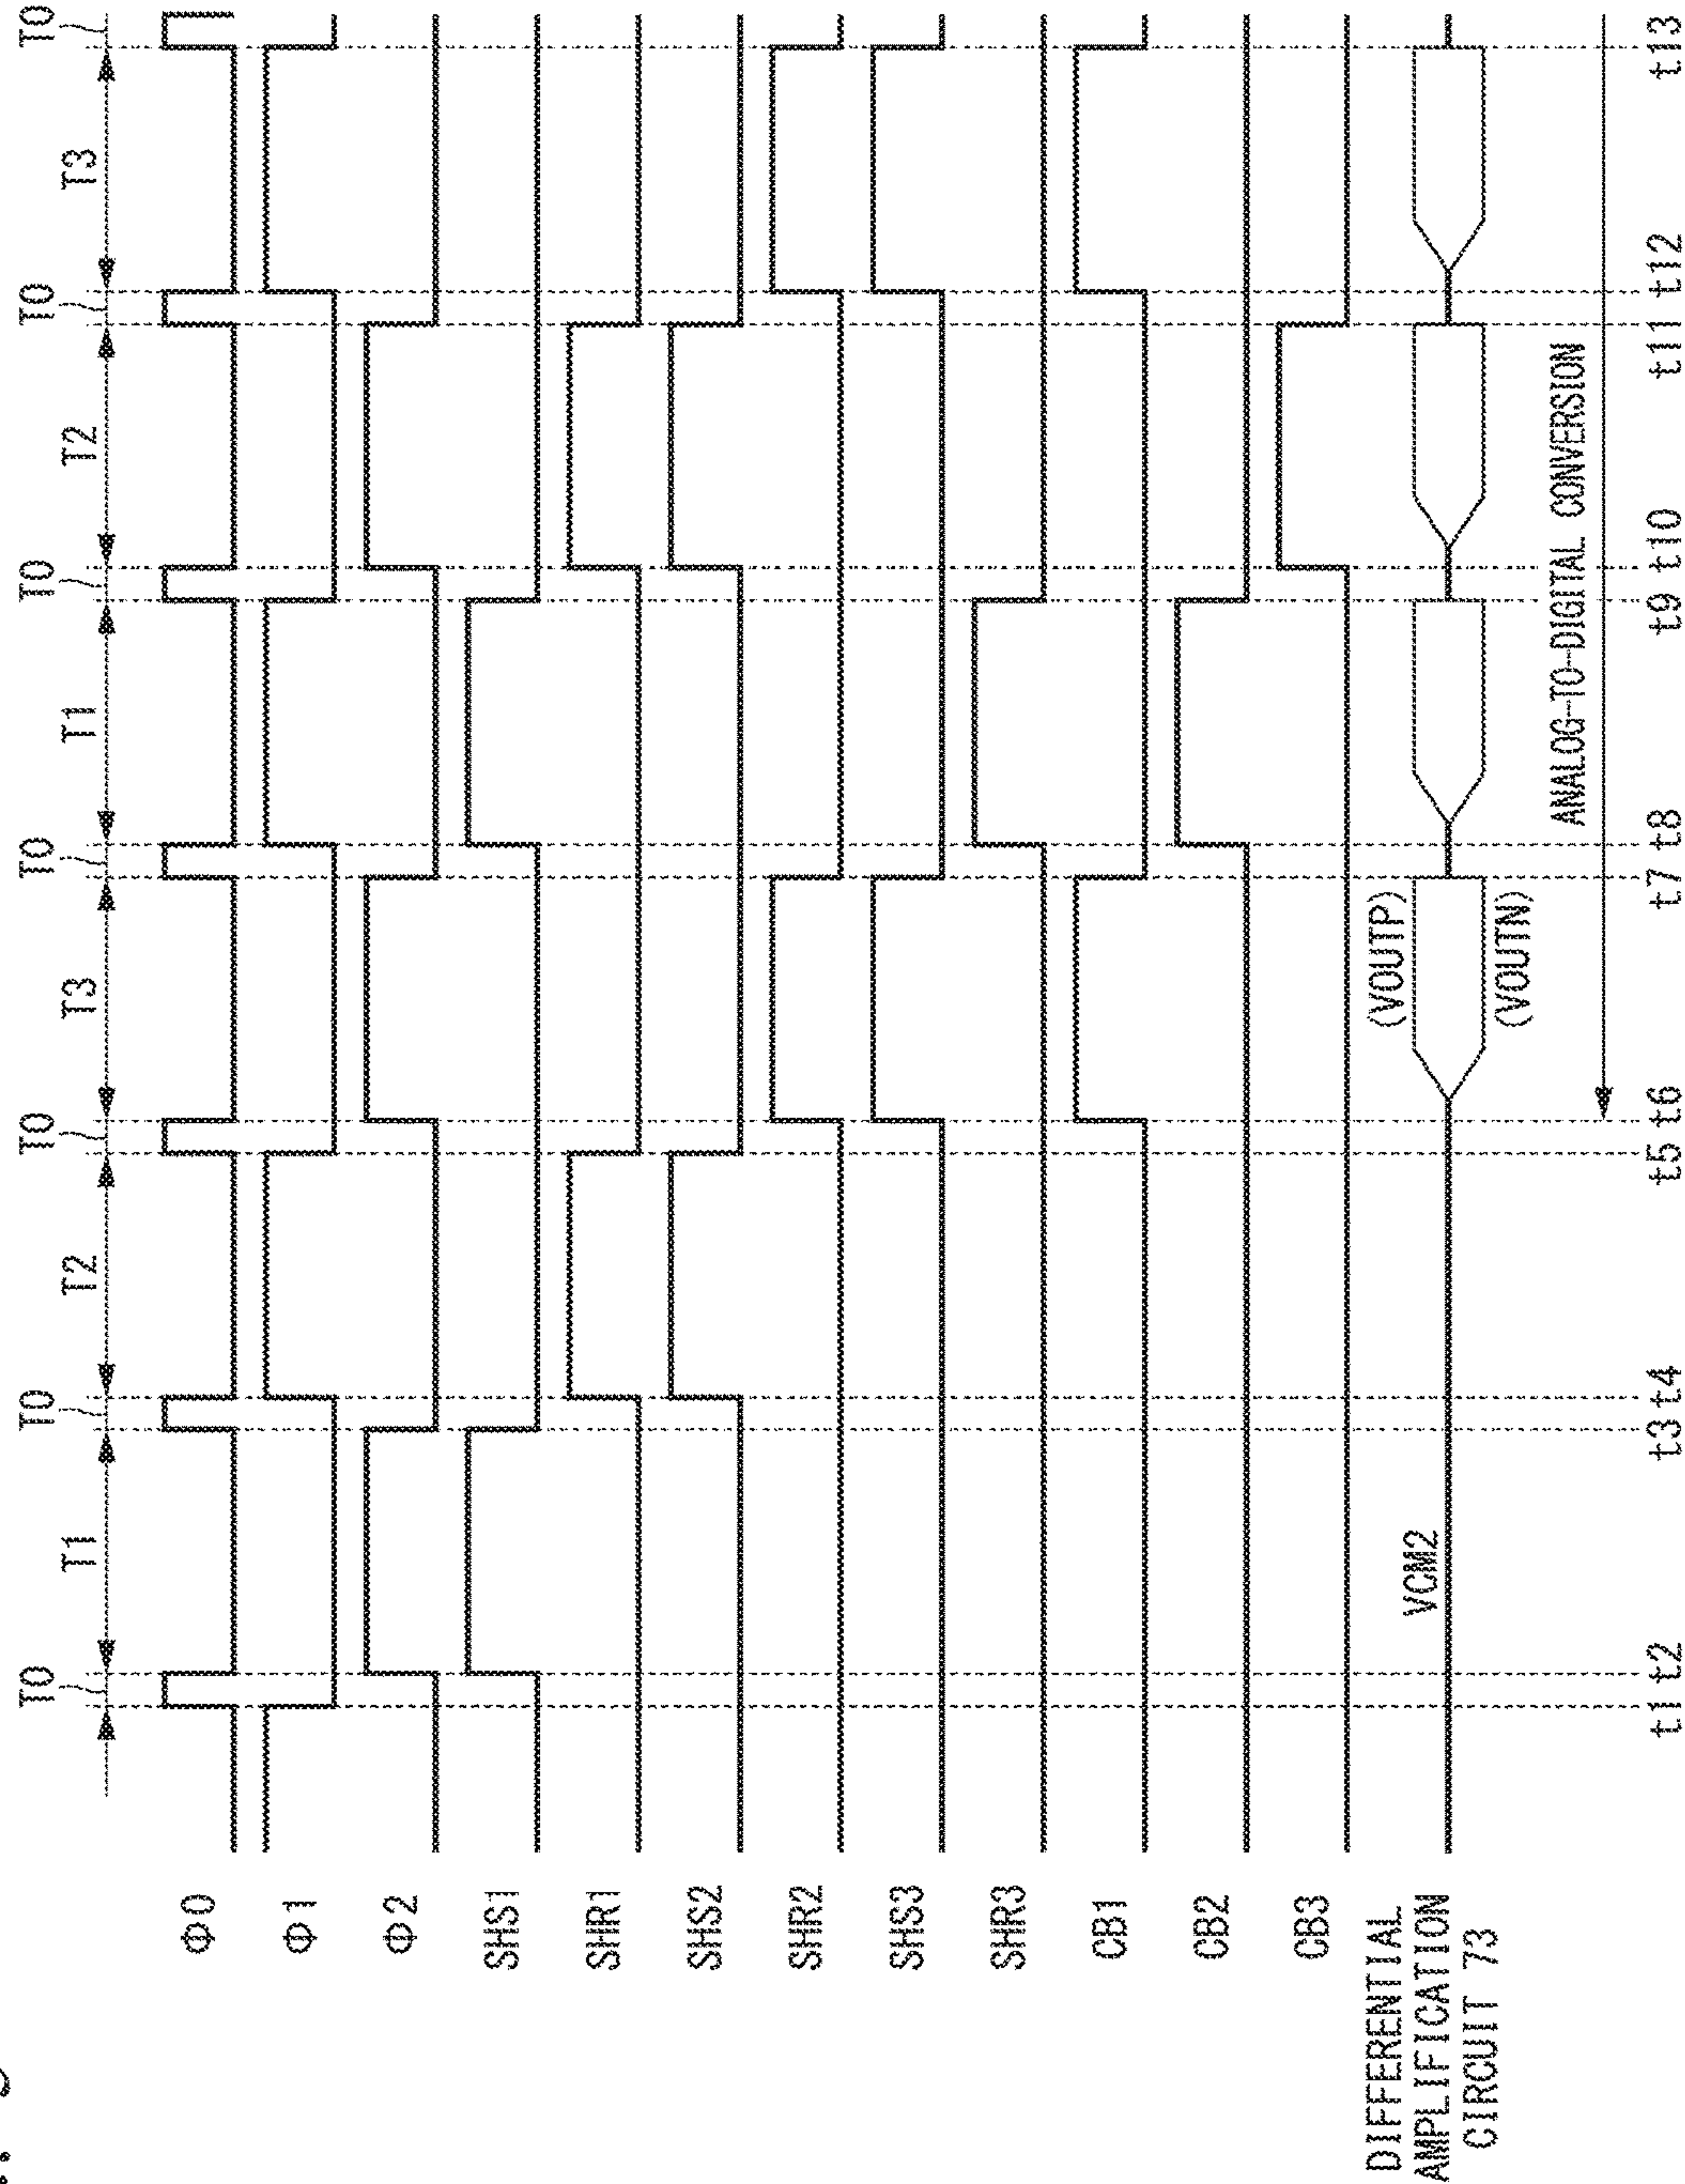 T0 T1 T0 T2 T0 T3 T0 T1 T0 T2 T0 T3 T0
Φ0
Φ1
Φ2
SHS1
SHR1
SHS2
SHR2
SHS3
SHR3
CB1
CB2
CB3
DIFFERENTIAL
AMPLIFICATION
CIRCUIT 73
VCM2
(VOUTP)
(VOUTN)
ANALOG-TO-DIGITAL CONVERSION
t1 t2 t3 t4 t5 t6 t7 t8 t9 t10 t11 t12 t13